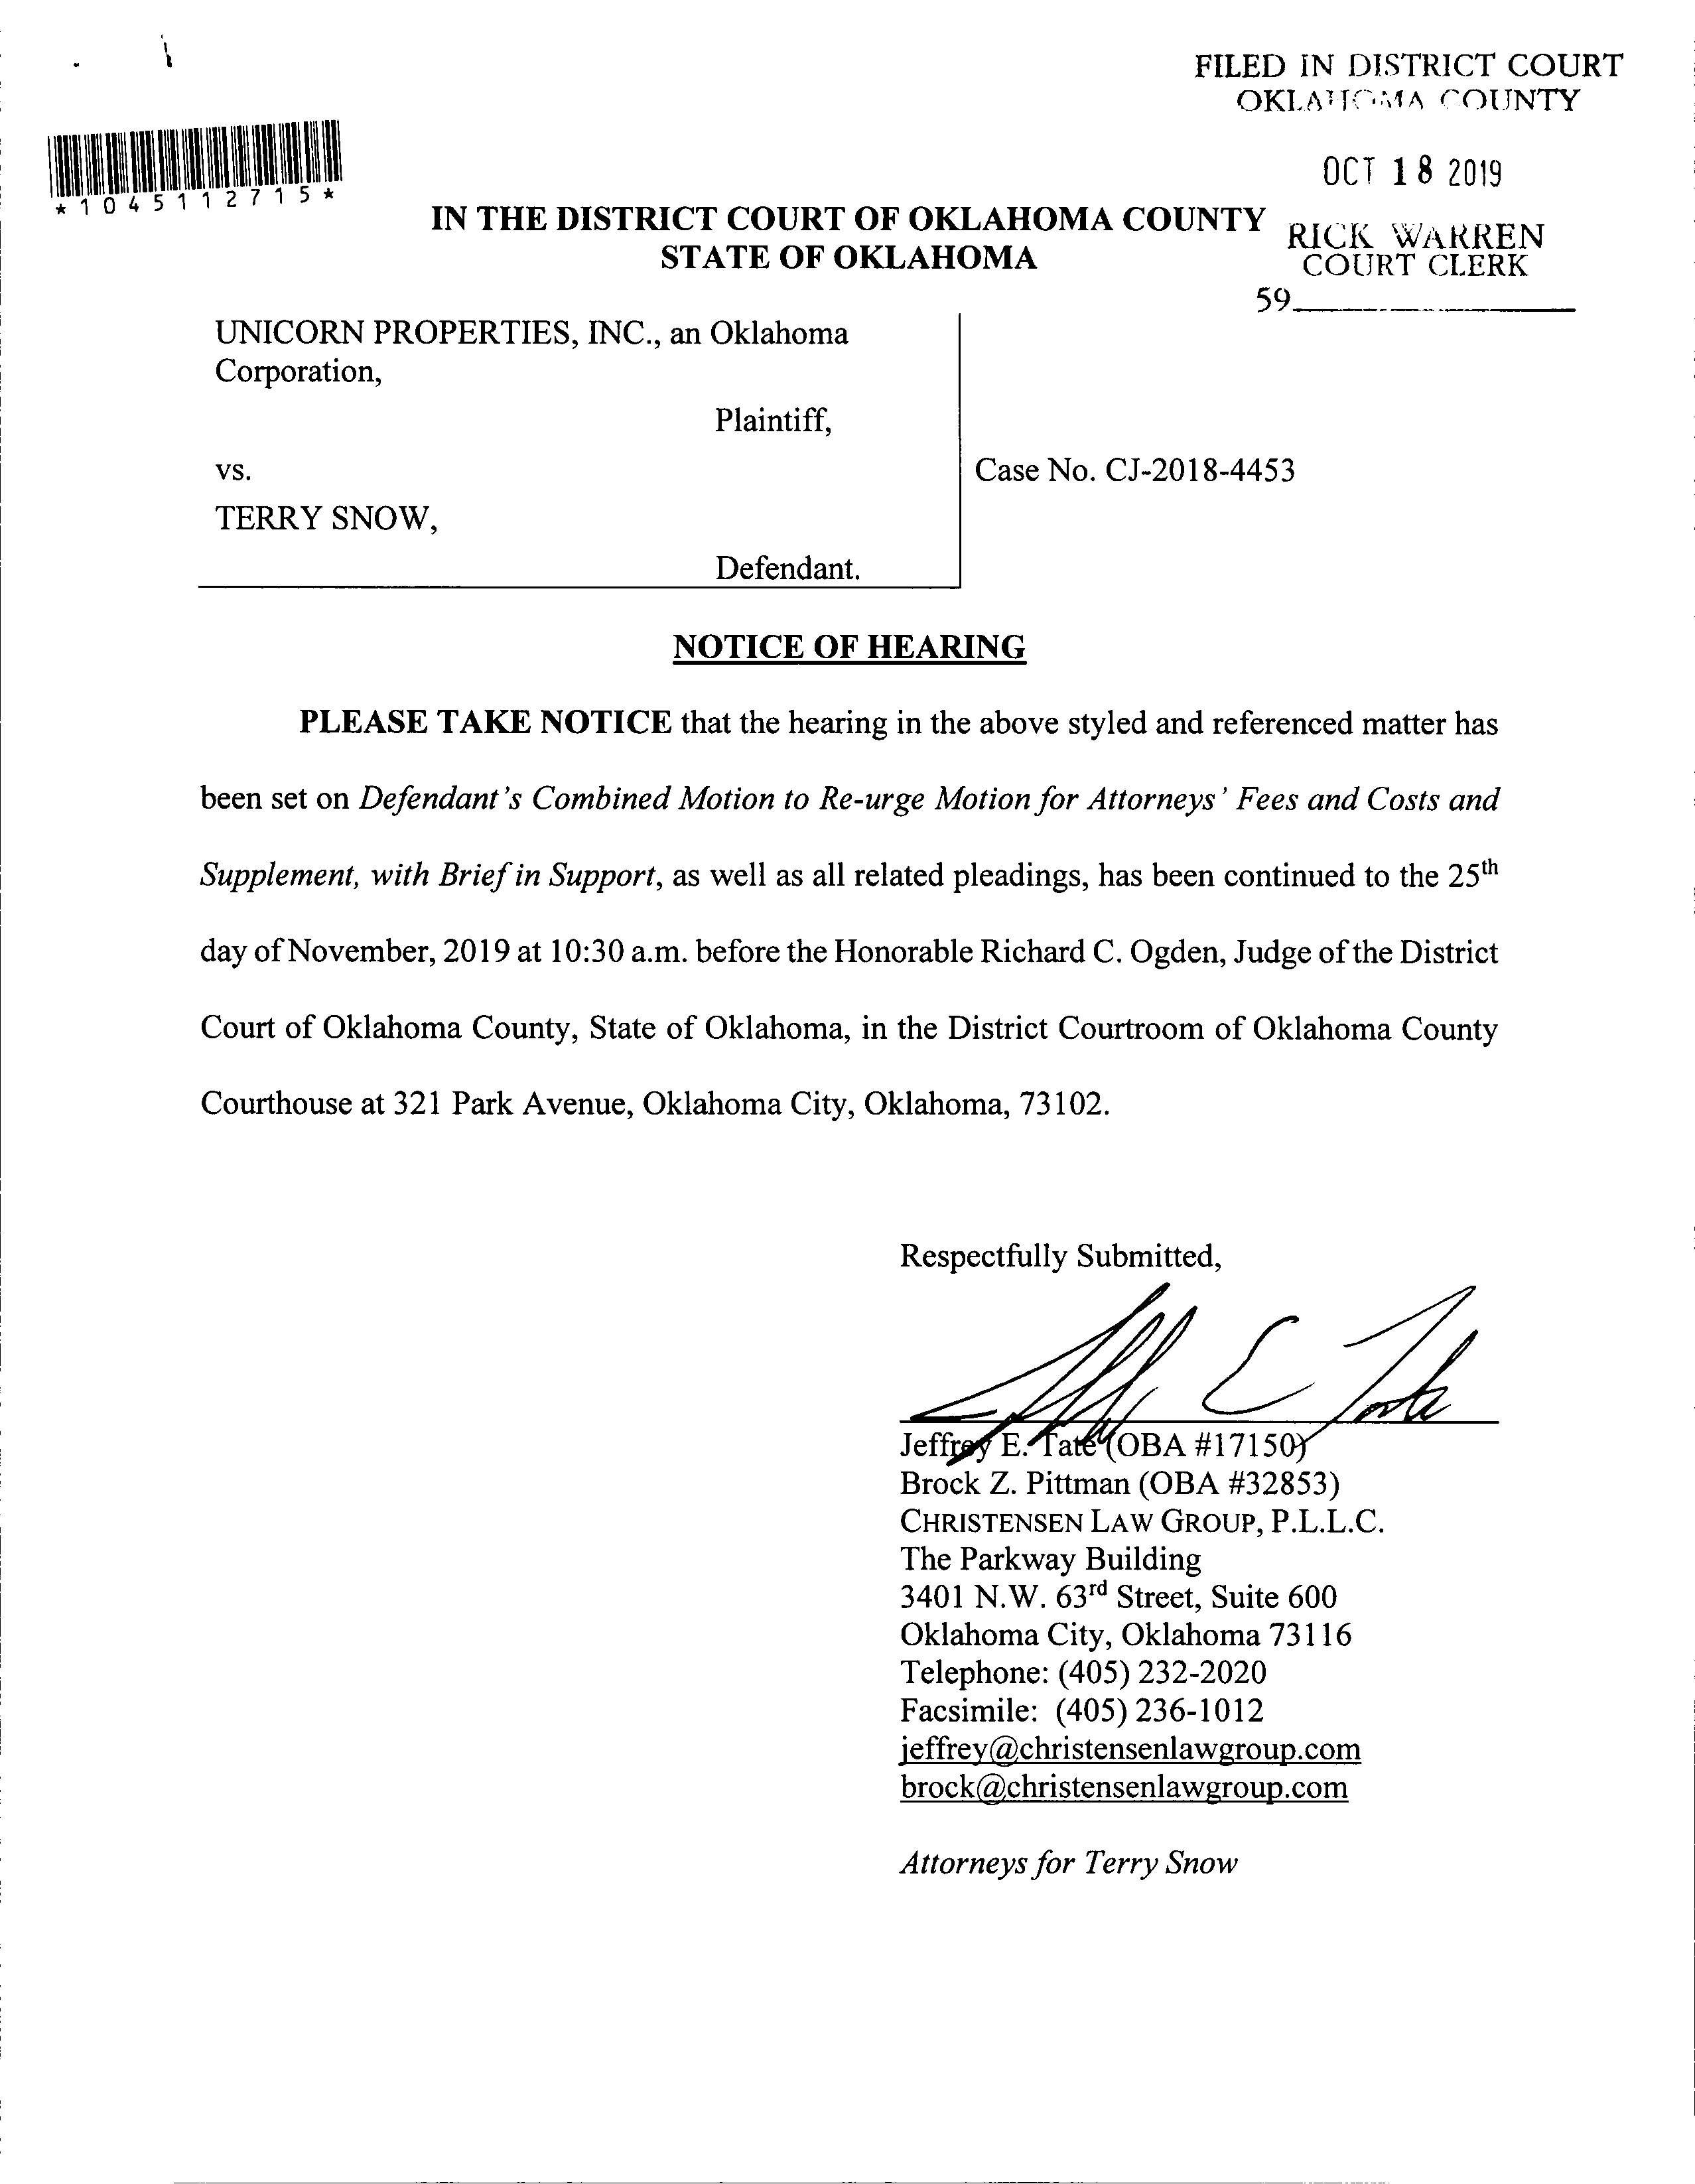 FILED IN DISTRICT COURT
OKLAHOMA COUNTY
OCT 18 2019
*1045112715*
IN THE DISTRICT COURT OF OKLAHOMA COUNTY
STATE OF OKLAHOMA
RICK WARREN
COURT CLERK
59
UNICORN PROPERTIES, INC., an Oklahoma
Corporation,
Plaintiff,
vs.
Case No. CJ-2018-4453
TERRY SNOW,
Defendant.
NOTICE OF HEARING
PLEASE TAKE NOTICE that the hearing in the above styled and referenced matter has
been set on Defendant's Combined Motion to Re-urge Motion for Attorneys' Fees and Costs and
Supplement, with Brief in Support, as well as all related pleadings, has been continued to the 25th
day of November, 2019 at 10:30 a.m. before the Honorable Richard C. Ogden, Judge of the District
Court of Oklahoma County, State of Oklahoma, in the District Courtroom of Oklahoma County
Courthouse at 321 Park Avenue, Oklahoma City, Oklahoma, 73102.
Respectfully Submitted,
Jeffrey E. Tate (OBA #17150)
Brock Z. Pittman (OBA #32853)
CHRISTENSEN LAW GROUP, P.L.L.C.
The Parkway Building
3401 N.W. 63rd Street, Suite 600
Oklahoma City, Oklahoma 73116
Telephone: (405) 232-2020
Facsimile: (405) 236-1012
jeffrey@christensenlawgroup.com
brock@christensenlawgroup.com
Attorneys for Terry Snow